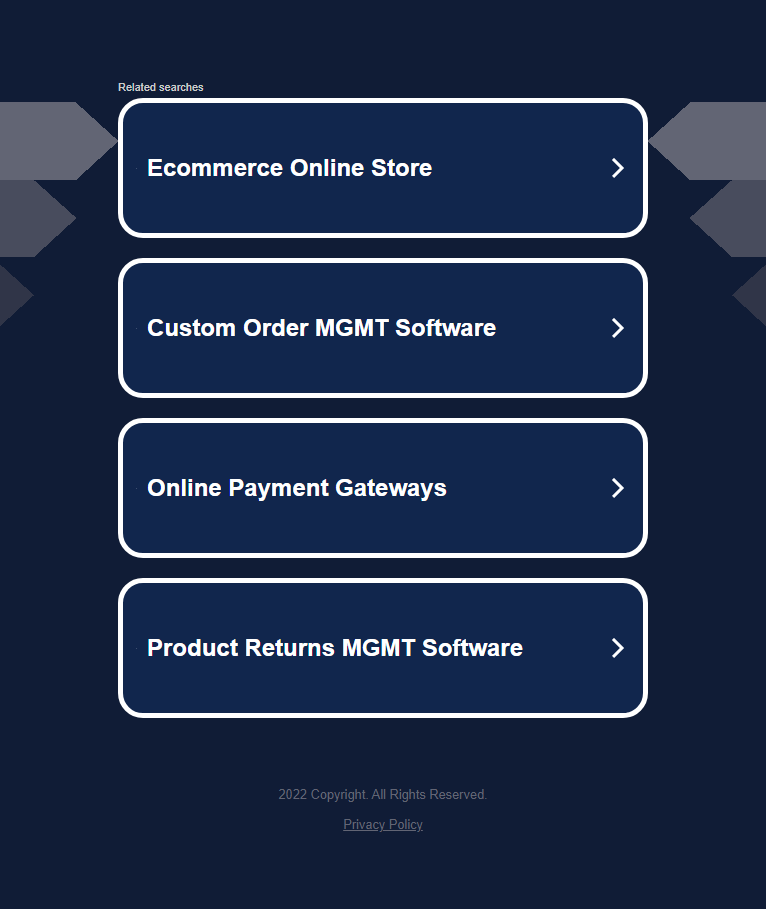 Related searches
Ecommerce Online Store
Custom Order MGMT Software
Online Payment Gateways
Product Returns MGMT Software
2022 Copyright. All Rights Reserved.
Privacy Policy